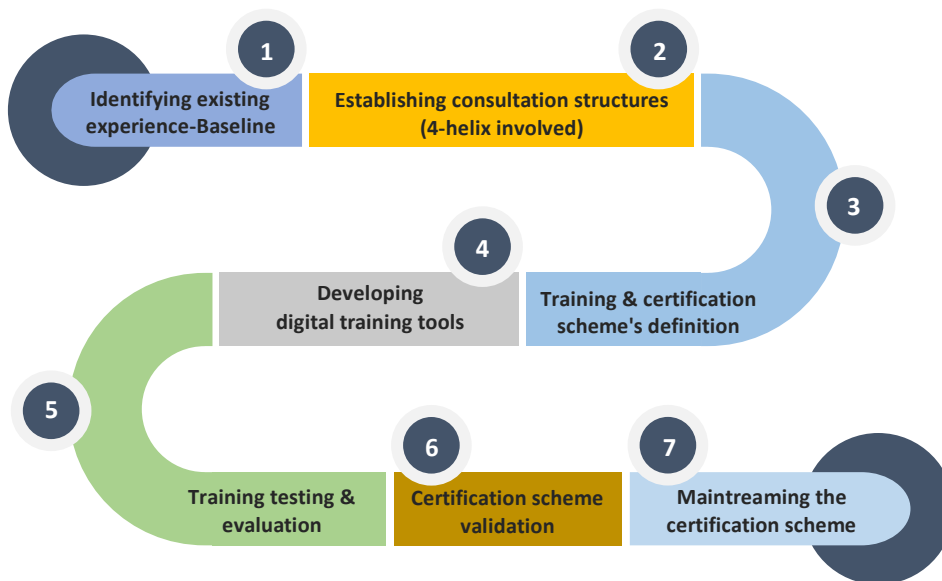 1
Identifying existing
experience-Baseline
2
Establishing consultation structures
(4-helix involved)
3
Training & certification
scheme's definition
4
Developing
digital training tools
5
Training testing &
evaluation
6
Certification scheme
validation
7
Maintreaming the
certification scheme